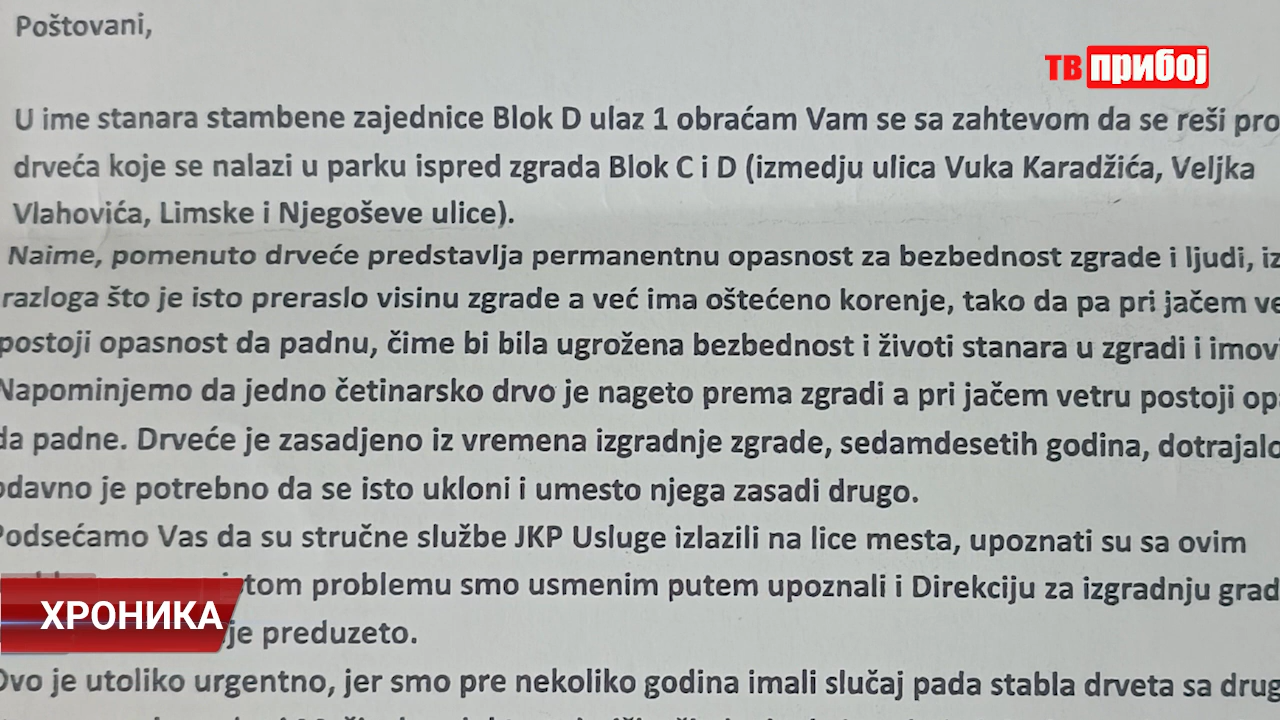 Poštovani,
ТВ прибој
U ime stanara stambene zajednice Blok D ulaz 1 obraćam Vam se sa zahtevom da se reši pro
drveća koje se nalazi u parku ispred zgrada Blok C i D (izmedju ulica Vuka Karadžića, Veljka
Vlahovića, Limske i Njegoševe ulice).
Naime, pomenuto drveće predstavlja permanentnu opasnost za bezbednost zgrade i ljudi, iz
razloga što je isto preraslo visinu zgrade a već ima oštećeno korenje, tako da pa pri jačem ve
postoji opasnost da padnu, čime bi bila ugrožena bezbednost i životi stanara u zgradi i imovi
Napominjemo da jedno četinarsko drvo je nageto prema zgradi a pri jačem vetru postoji opa
da padne. Drveće je zasadjeno iz vremena izgradnje zgrade, sedamdesetih godina, dotrajalo
odavno je potrebno da se isto ukloni i umesto njega zasadi drugo.
Podsećamo Vas da su stručne službe JKP Usluge izlazili na lice mesta, upoznati su sa ovim
istom problemu smo usmenim putem upoznali i Direkciju za izgradnju grad
ХРОНИКА
je preduzeto.
Ovo je utoliko urgentno, jer smo pre nekoliko godina imali slučaj pada stabla drveta sa drug